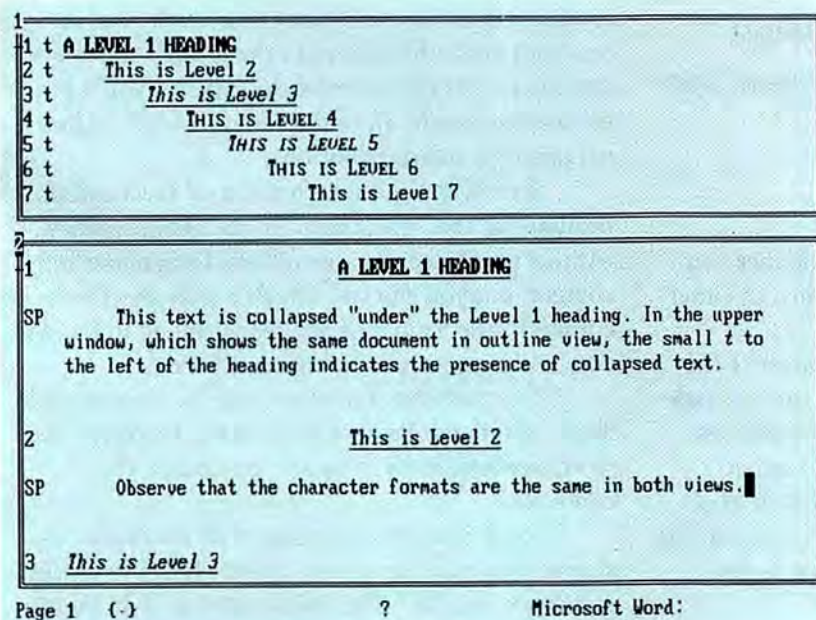 1
1 t A LEVEL 1 HEADING
2 t This is Level 2
3 t This is Level 3
4 t THIS IS LEVEL 4
5 t THIS IS LEVEL 5
6 t THIS IS LEVEL 6
7 t This is Level 7
2
1 A LEVEL 1 HEADING
SP This text is collapsed "under" the Level 1 heading. In the upper
window, which shows the same document in outline view, the small t to
the left of the heading indicates the presence of collapsed text.
2 This is Level 2
SP Observe that the character formats are the same in both views.
3 This is Level 3
Page 1 {·} ? Microsoft Word: